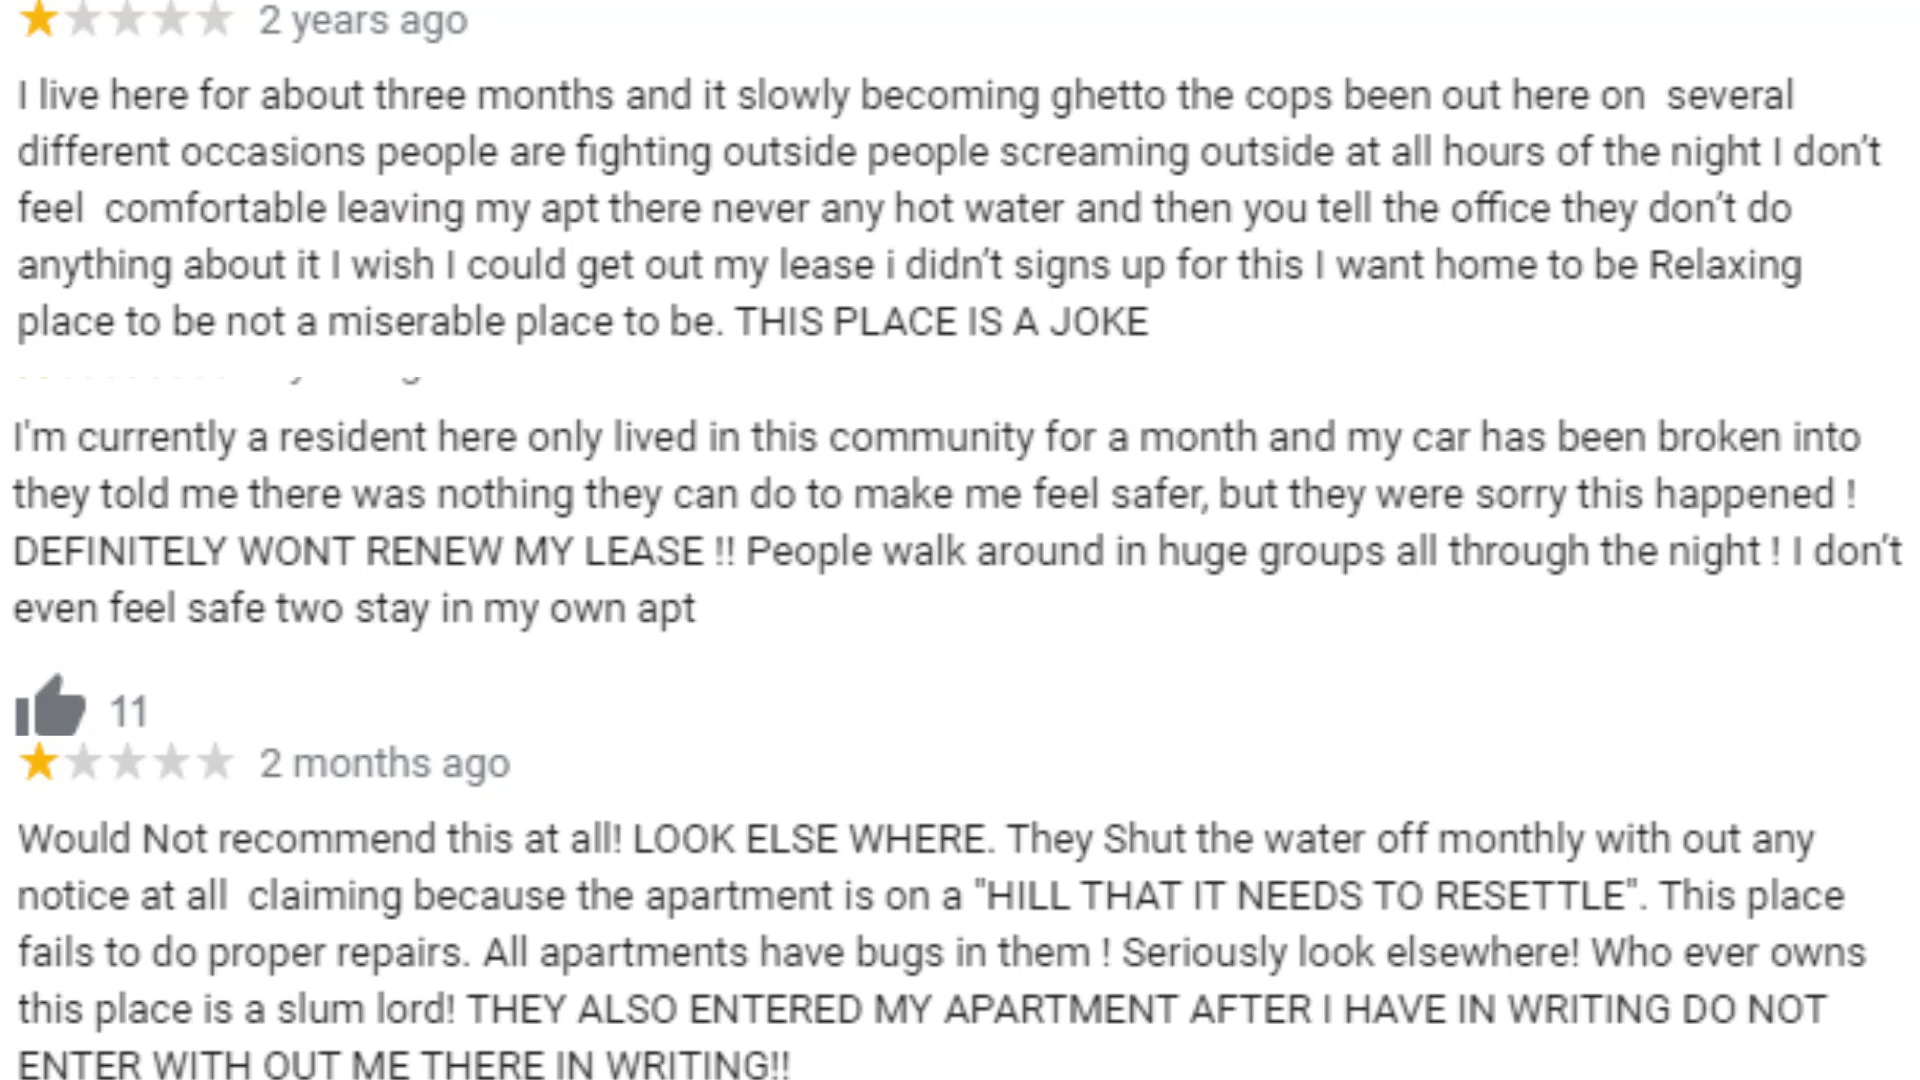 2 years ago
I live here for about three months and it slowly becoming ghetto the cops been out here on  several
different occasions people are fighting outside people screaming outside at all hours of the night I don’t
feel  comfortable leaving my apt there never any hot water and then you tell the office they don’t do
anything about it I wish I could get out my lease i didn’t signs up for this I want home to be Relaxing
place to be not a miserable place to be. THIS PLACE IS A JOKE
I'm currently a resident here only lived in this community for a month and my car has been broken into
they told me there was nothing they can do to make me feel safer, but they were sorry this happened !
DEFINITELY WONT RENEW MY LEASE !! People walk around in huge groups all through the night ! I don’t
even feel safe two stay in my own apt
11
2 months ago
Would Not recommend this at all! LOOK ELSE WHERE. They Shut the water off monthly with out any
notice at all  claiming because the apartment is on a "HILL THAT IT NEEDS TO RESETTLE". This place
fails to do proper repairs. All apartments have bugs in them ! Seriously look elsewhere! Who ever owns
this place is a slum lord! THEY ALSO ENTERED MY APARTMENT AFTER I HAVE IN WRITING DO NOT
ENTER WITH OUT ME THERE IN WRITING!!